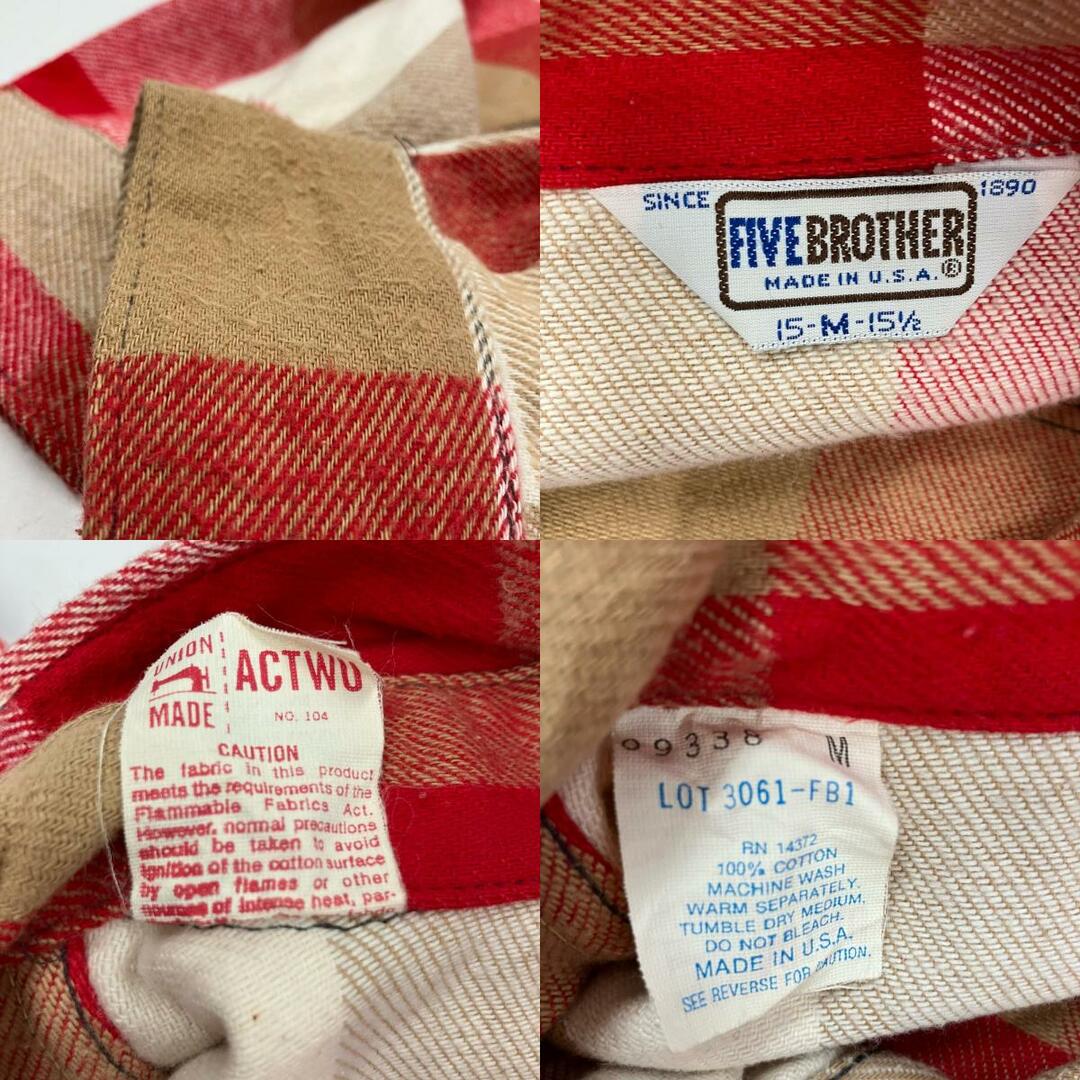 SINCE 1890
FIVE BROTHER
MADE IN U.S.A. ®
15-M-15½
UNION
MADE
ACTWU
NO. 104
CAUTION
The fabric in this product
meets the requirements of the
Flammable Fabrics Act.
However, normal precautions
should be taken to avoid
ignition of the cotton surface
by open flames or other
sources of intense heat, par-
99338 M
LOT 3061-FB1
RN 14372
100% COTTON
MACHINE WASH
WARM SEPARATELY.
TUMBLE DRY MEDIUM.
DO NOT BLEACH.
MADE IN U.S.A.
SEE REVERSE FOR CAUTION.